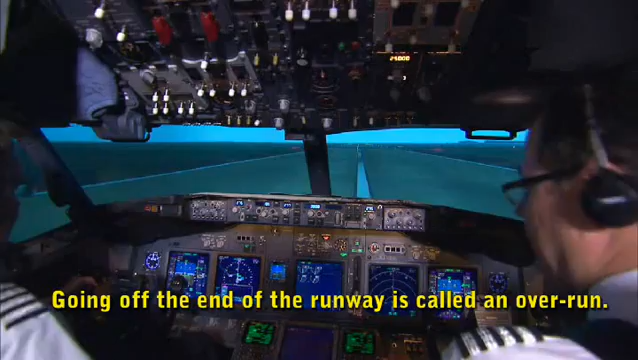 Going off the end of the runway is called an over-run.